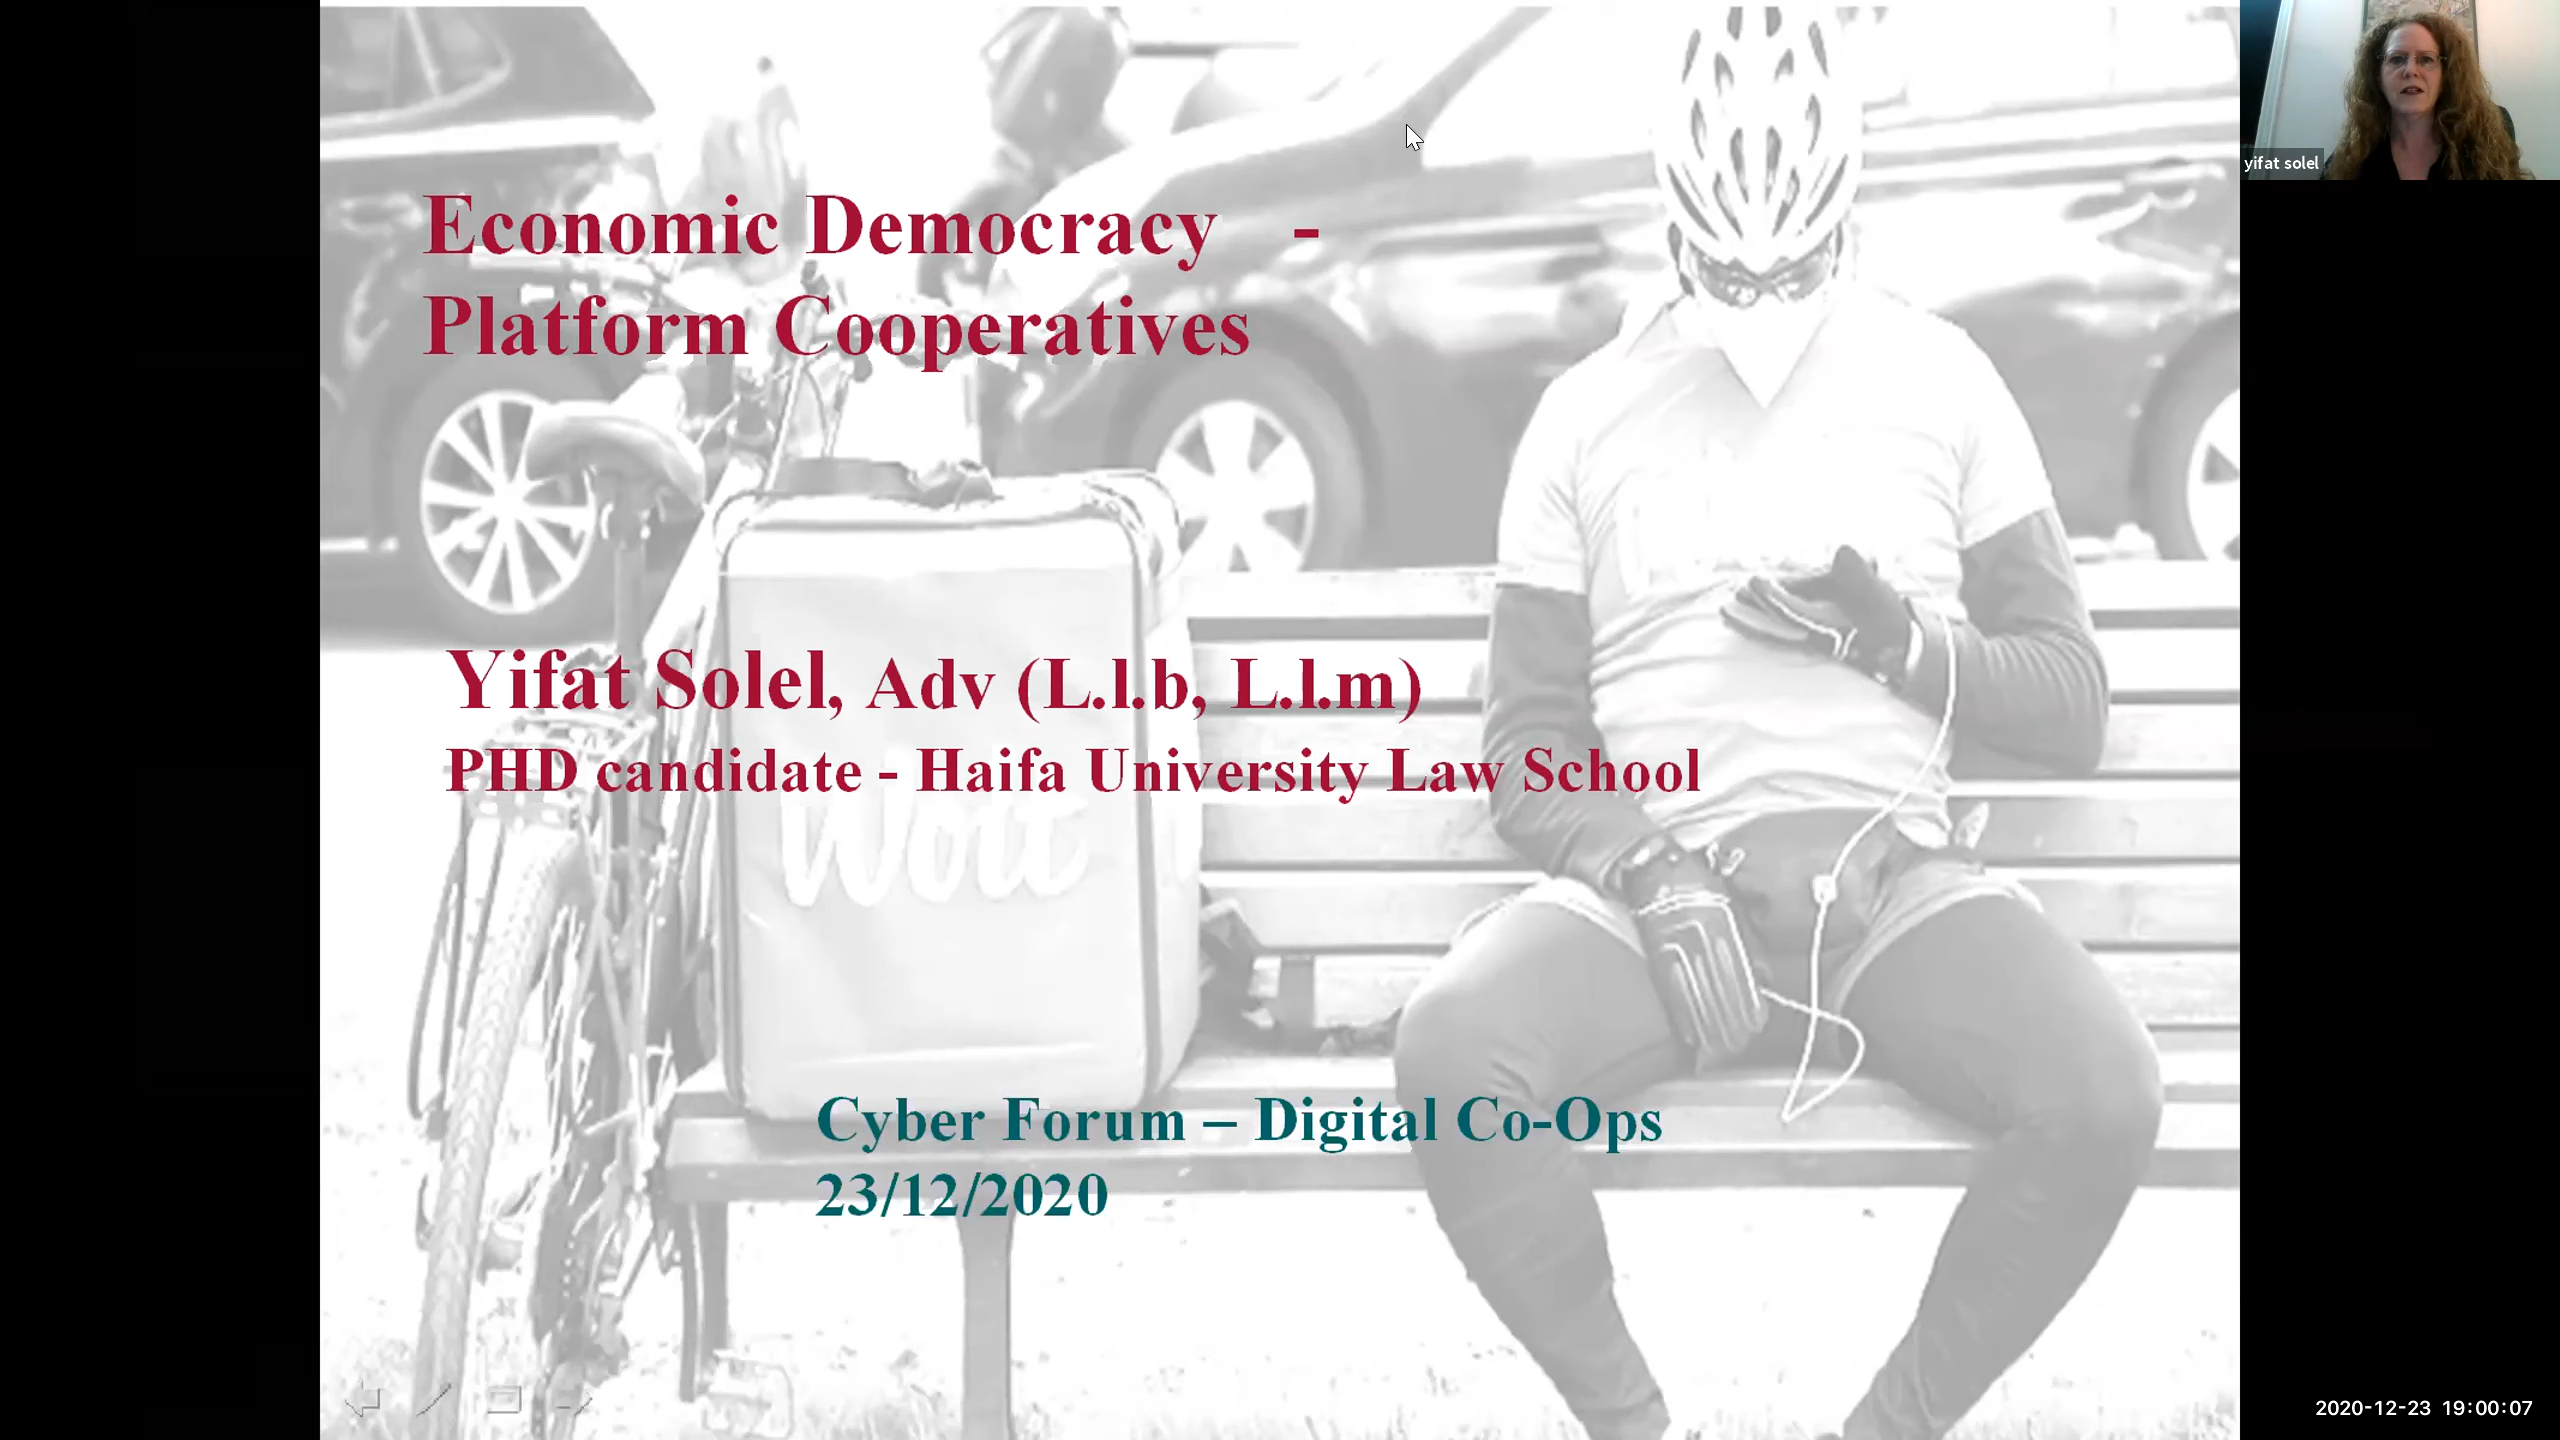 yifat solel
Economic Democracy -
Platform Cooperatives
Yifat Solel, Adv (L.l.b, L.l.m)
PHD candidate - Haifa University Law School
Wolt
Cyber Forum – Digital Co-Ops
23/12/2020
2020-12-23 19:00:07